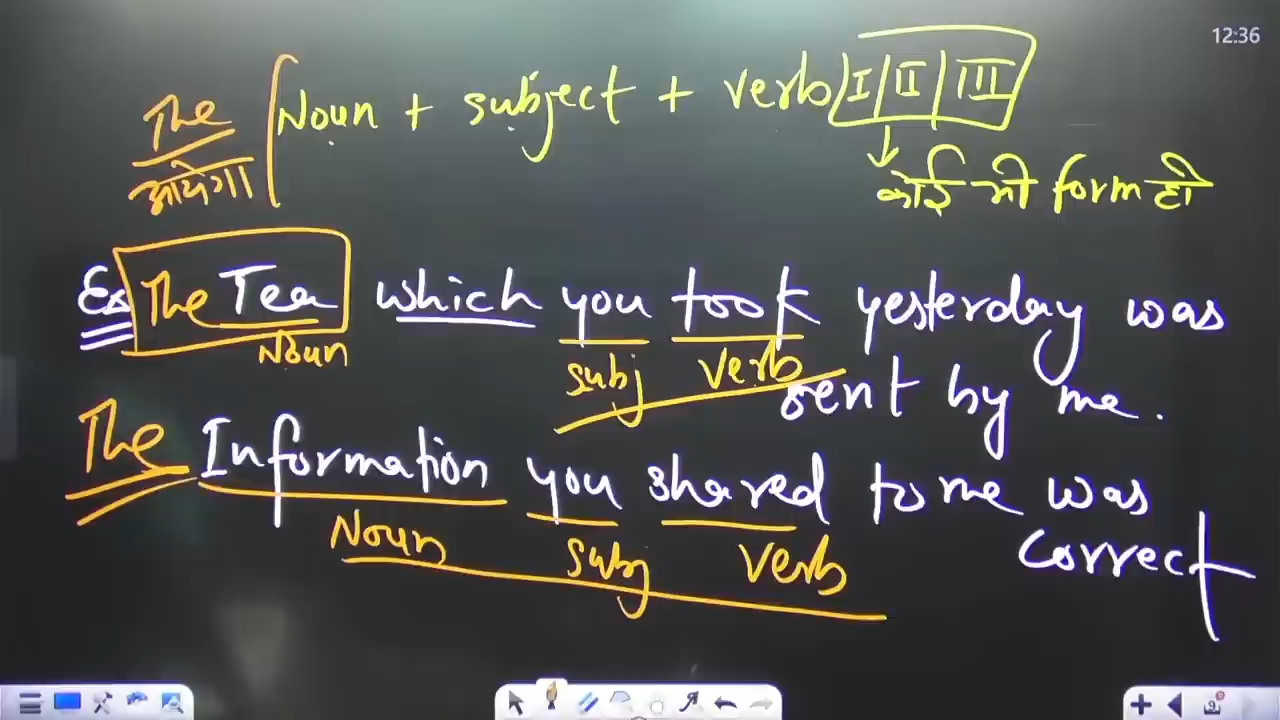 12:36
The [Noun + subject + verb I/II/III
आयेगा
↓ कोई भी form हो
Ex The Tea which you took yesterday was
Noun subj verb
sent by me.
The Information you shared to me was
Noun subj verb
correct